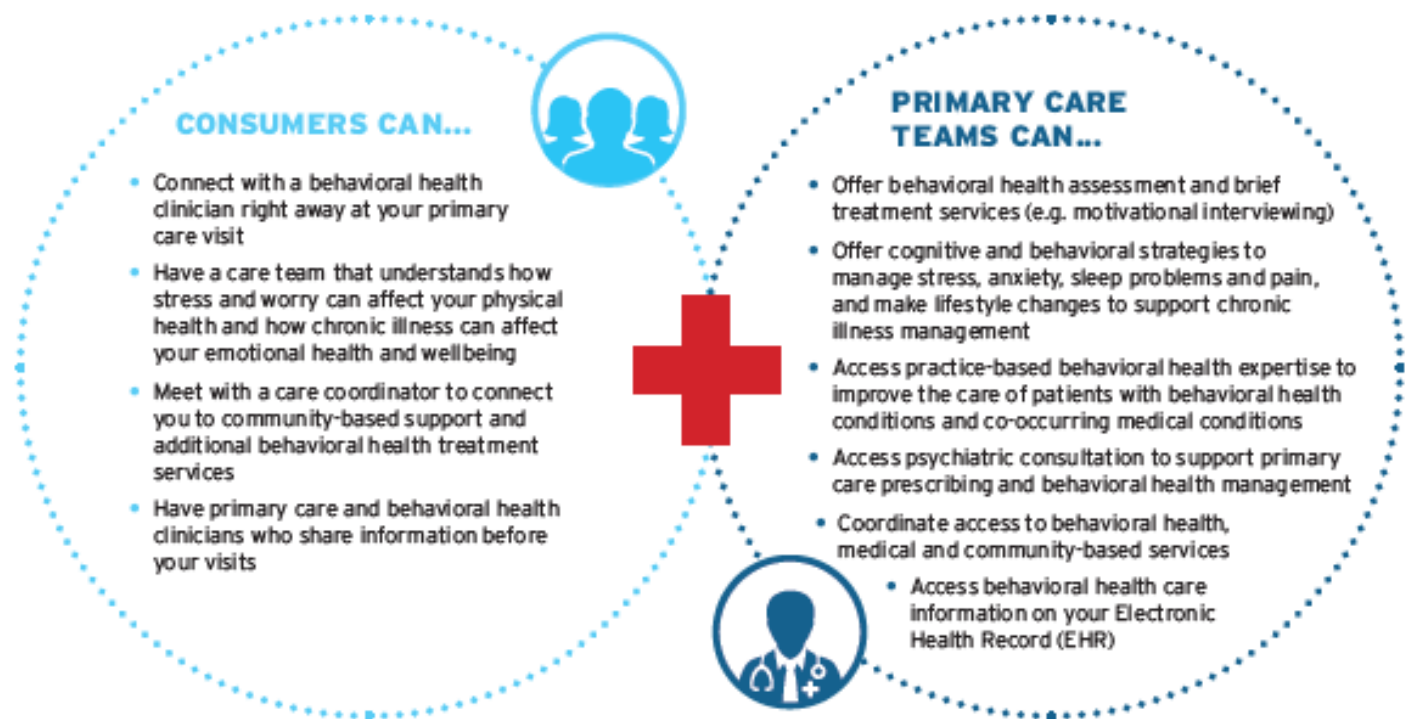 CONSUMERS CAN...
• Connect with a behavioral health
clinician right away at your primary
care visit
• Have a care team that understands how
stress and worry can affect your physical
health and how chronic illness can affect
your emotional health and wellbeing
• Meet with a care coordinator to connect
you to community-based support and
additional behavioral health treatment
services
• Have primary care and behavioral health
clinicians who share information before
your visits
PRIMARY CARE
TEAMS CAN...
• Offer behavioral health assessment and brief
treatment services (e.g. motivational interviewing)
• Offer cognitive and behavioral strategies to
manage stress, anxiety, sleep problems and pain,
and make lifestyle changes to support chronic
illness management
• Access practice-based behavioral health expertise to
improve the care of patients with behavioral health
conditions and co-occurring medical conditions
• Access psychiatric consultation to support primary
care prescribing and behavioral health management
• Coordinate access to behavioral health,
medical and community-based services
• Access behavioral health care
information on your Electronic
Health Record (EHR)